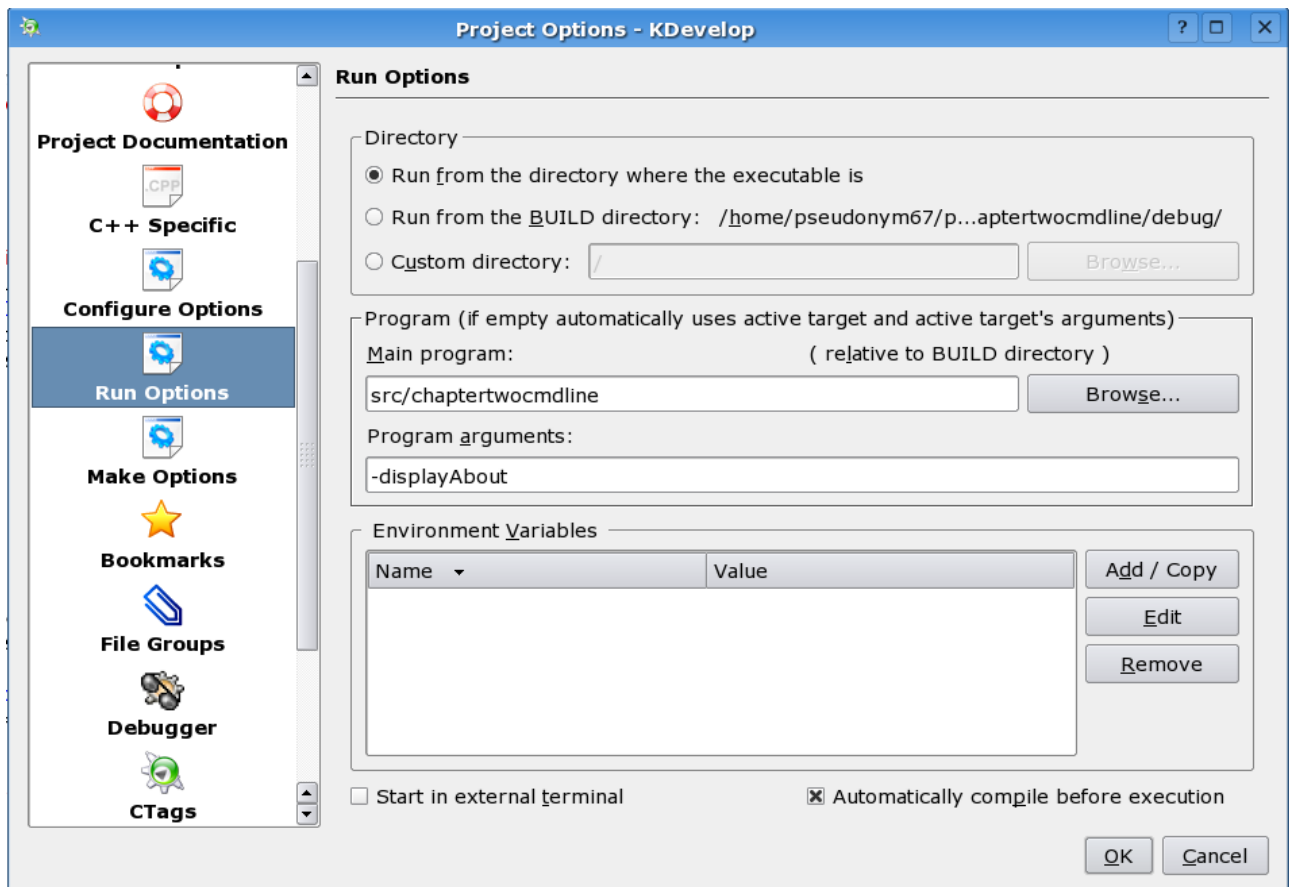 Project Options - KDevelop
?
Project Documentation
.CPP
C++ Specific
Configure Options
Run Options
Make Options
Bookmarks
File Groups
Debugger
CTags
Run Options
Directory
Run from the directory where the executable is
Run from the BUILD directory: /home/pseudonym67/p...aptertwocmdline/debug/
Custom directory: / Browse...
Program (if empty automatically uses active target and active target's arguments)
Main program: ( relative to BUILD directory )
src/chaptertwocmdline Browse...
Program arguments:
-displayAbout
Environment Variables
Name Value
Add / Copy
Edit
Remove
Start in external terminal
Automatically compile before execution
OK Cancel